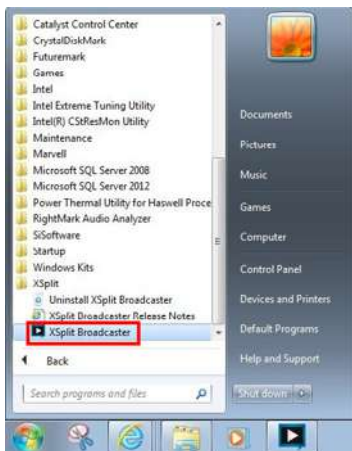 Catalyst Control Center
CrystalDiskMark
Futuremark
Games
Intel
Intel Extreme Tuning Utility
Intel(R) CStResMon Utility
Maintenance
Marvell
Microsoft SQL Server 2008
Microsoft SQL Server 2012
Power Thermal Utility for Haswell Proce
RightMark Audio Analyzer
SiSoftware
Startup
Windows Kits
XSplit
Uninstall XSplit Broadcaster
XSplit Broadcaster Release Notes
XSplit Broadcaster
Back
Search programs and files
Documents
Pictures
Music
Games
Computer
Control Panel
Devices and Printers
Default Programs
Help and Support
Shut down